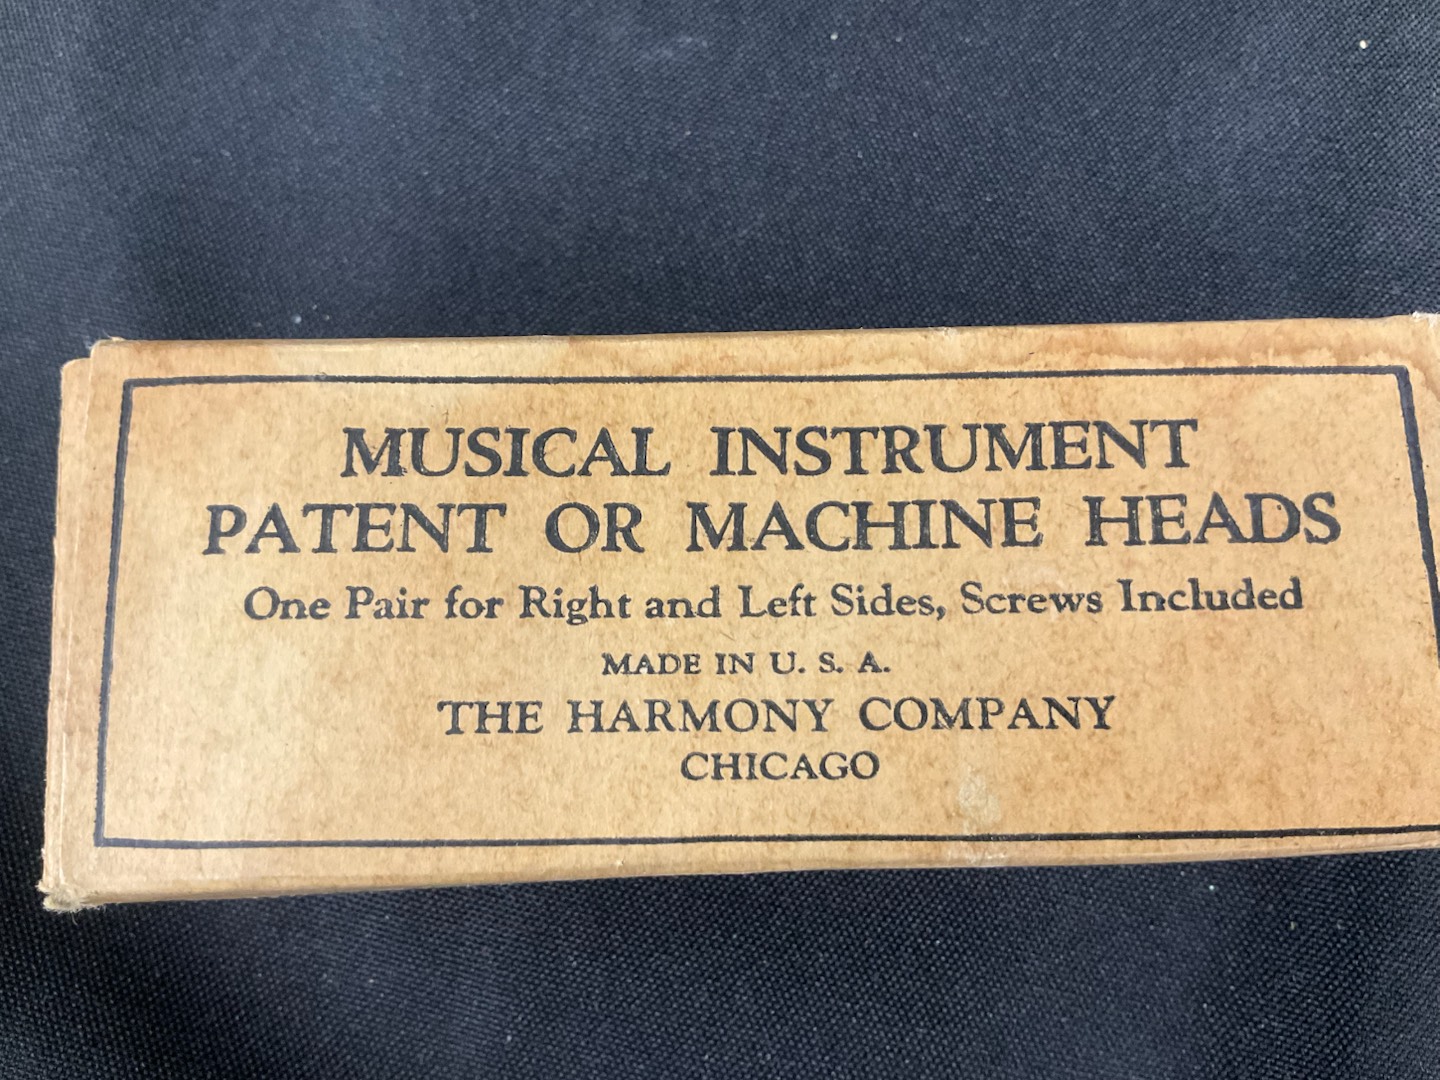 MUSICAL INSTRUMENT
PATENT OR MACHINE HEADS
One Pair for Right and Left Sides, Screws Included
MADE IN U. S. A.
THE HARMONY COMPANY
CHICAGO